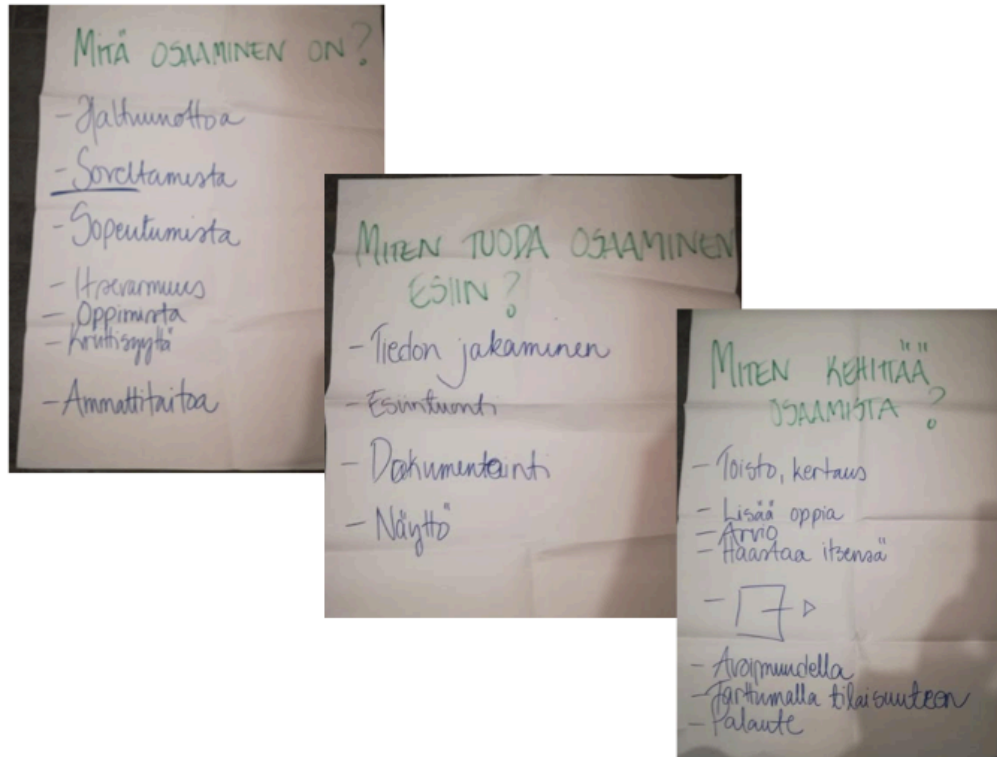 MITÄ OSAAMINEN ON?
- Haltuunottoa
- Soveltamista
- Sopeutumista
- Itsevarmuus
- Oppimista
- Kriittisyyttä
- Ammattitaitoa
MITEN TUODA OSAAMINEN
ESIIN?
- Tiedon jakaminen
- Esiintuonti
- Dokumentointi
- Näyttö
MITEN KEHITTÄÄ
OSAAMISTA?
- Toisto, kertaus
- Lisää oppia
- Arvio
- Haastaa itsensä
- Avoimuudella
- Tarttumalla tilaisuuteen
- Palaute